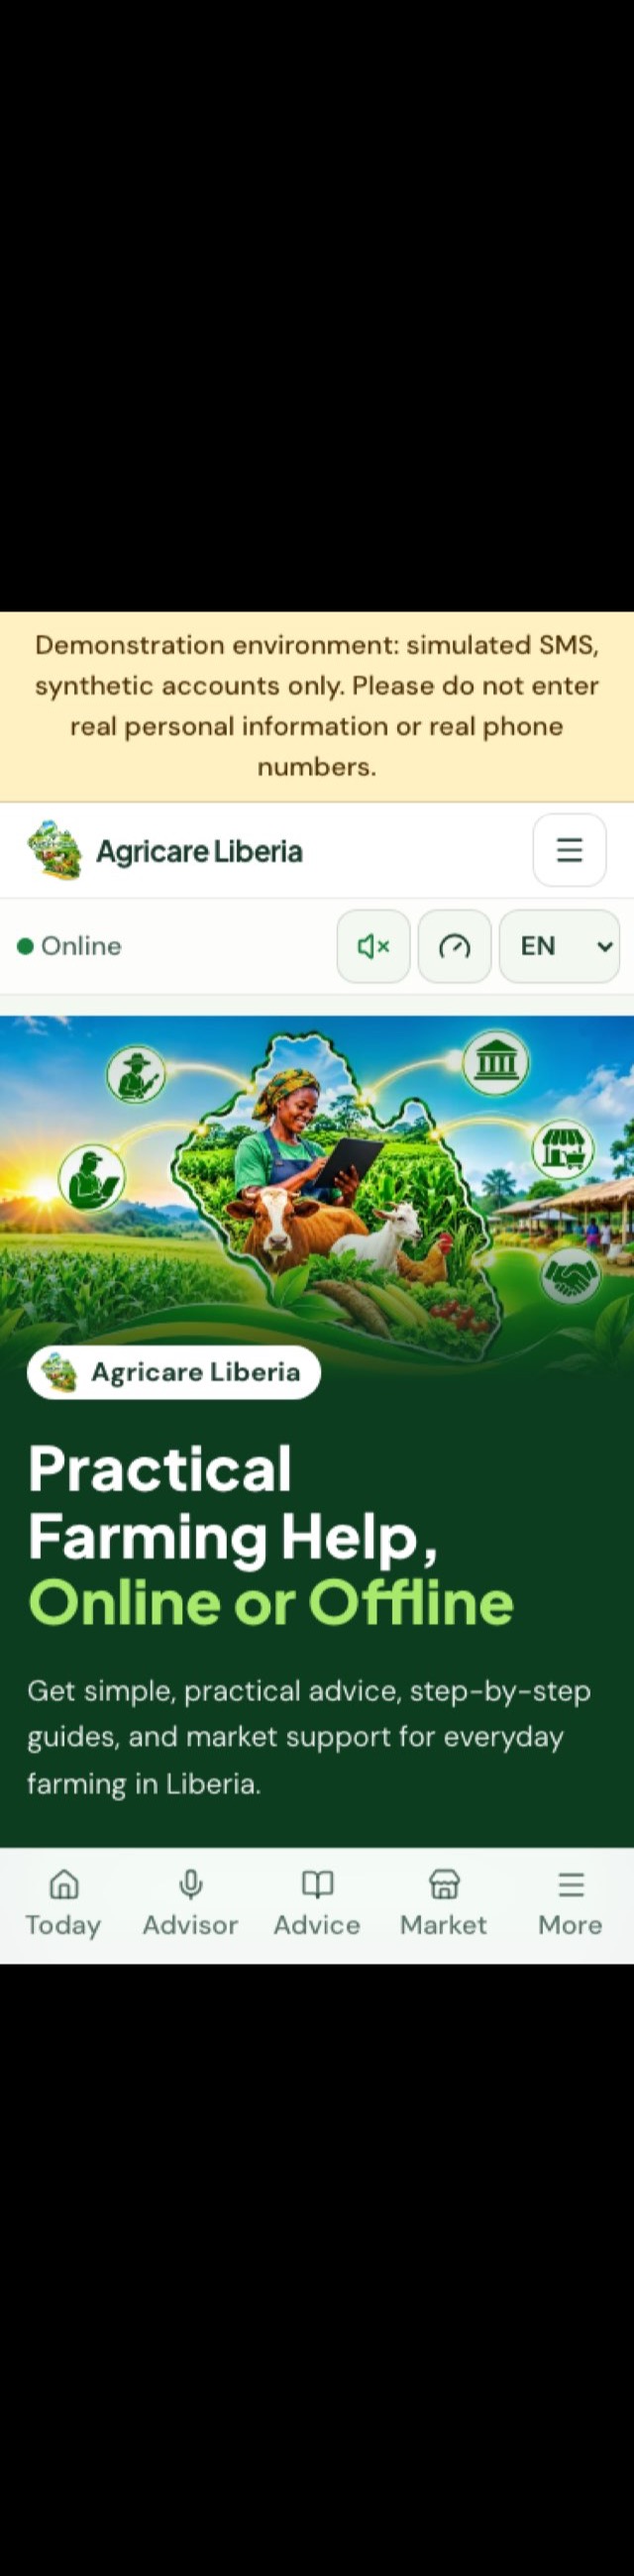 Demonstration environment: simulated SMS,
synthetic accounts only. Please do not enter
real personal information or real phone
numbers.
Agricare Liberia
Online
EN
Agricare Liberia
Practical
Farming Help,
Online or Offline
Get simple, practical advice, step-by-step
guides, and market support for everyday
farming in Liberia.
Today
Advisor
Advice
Market
More